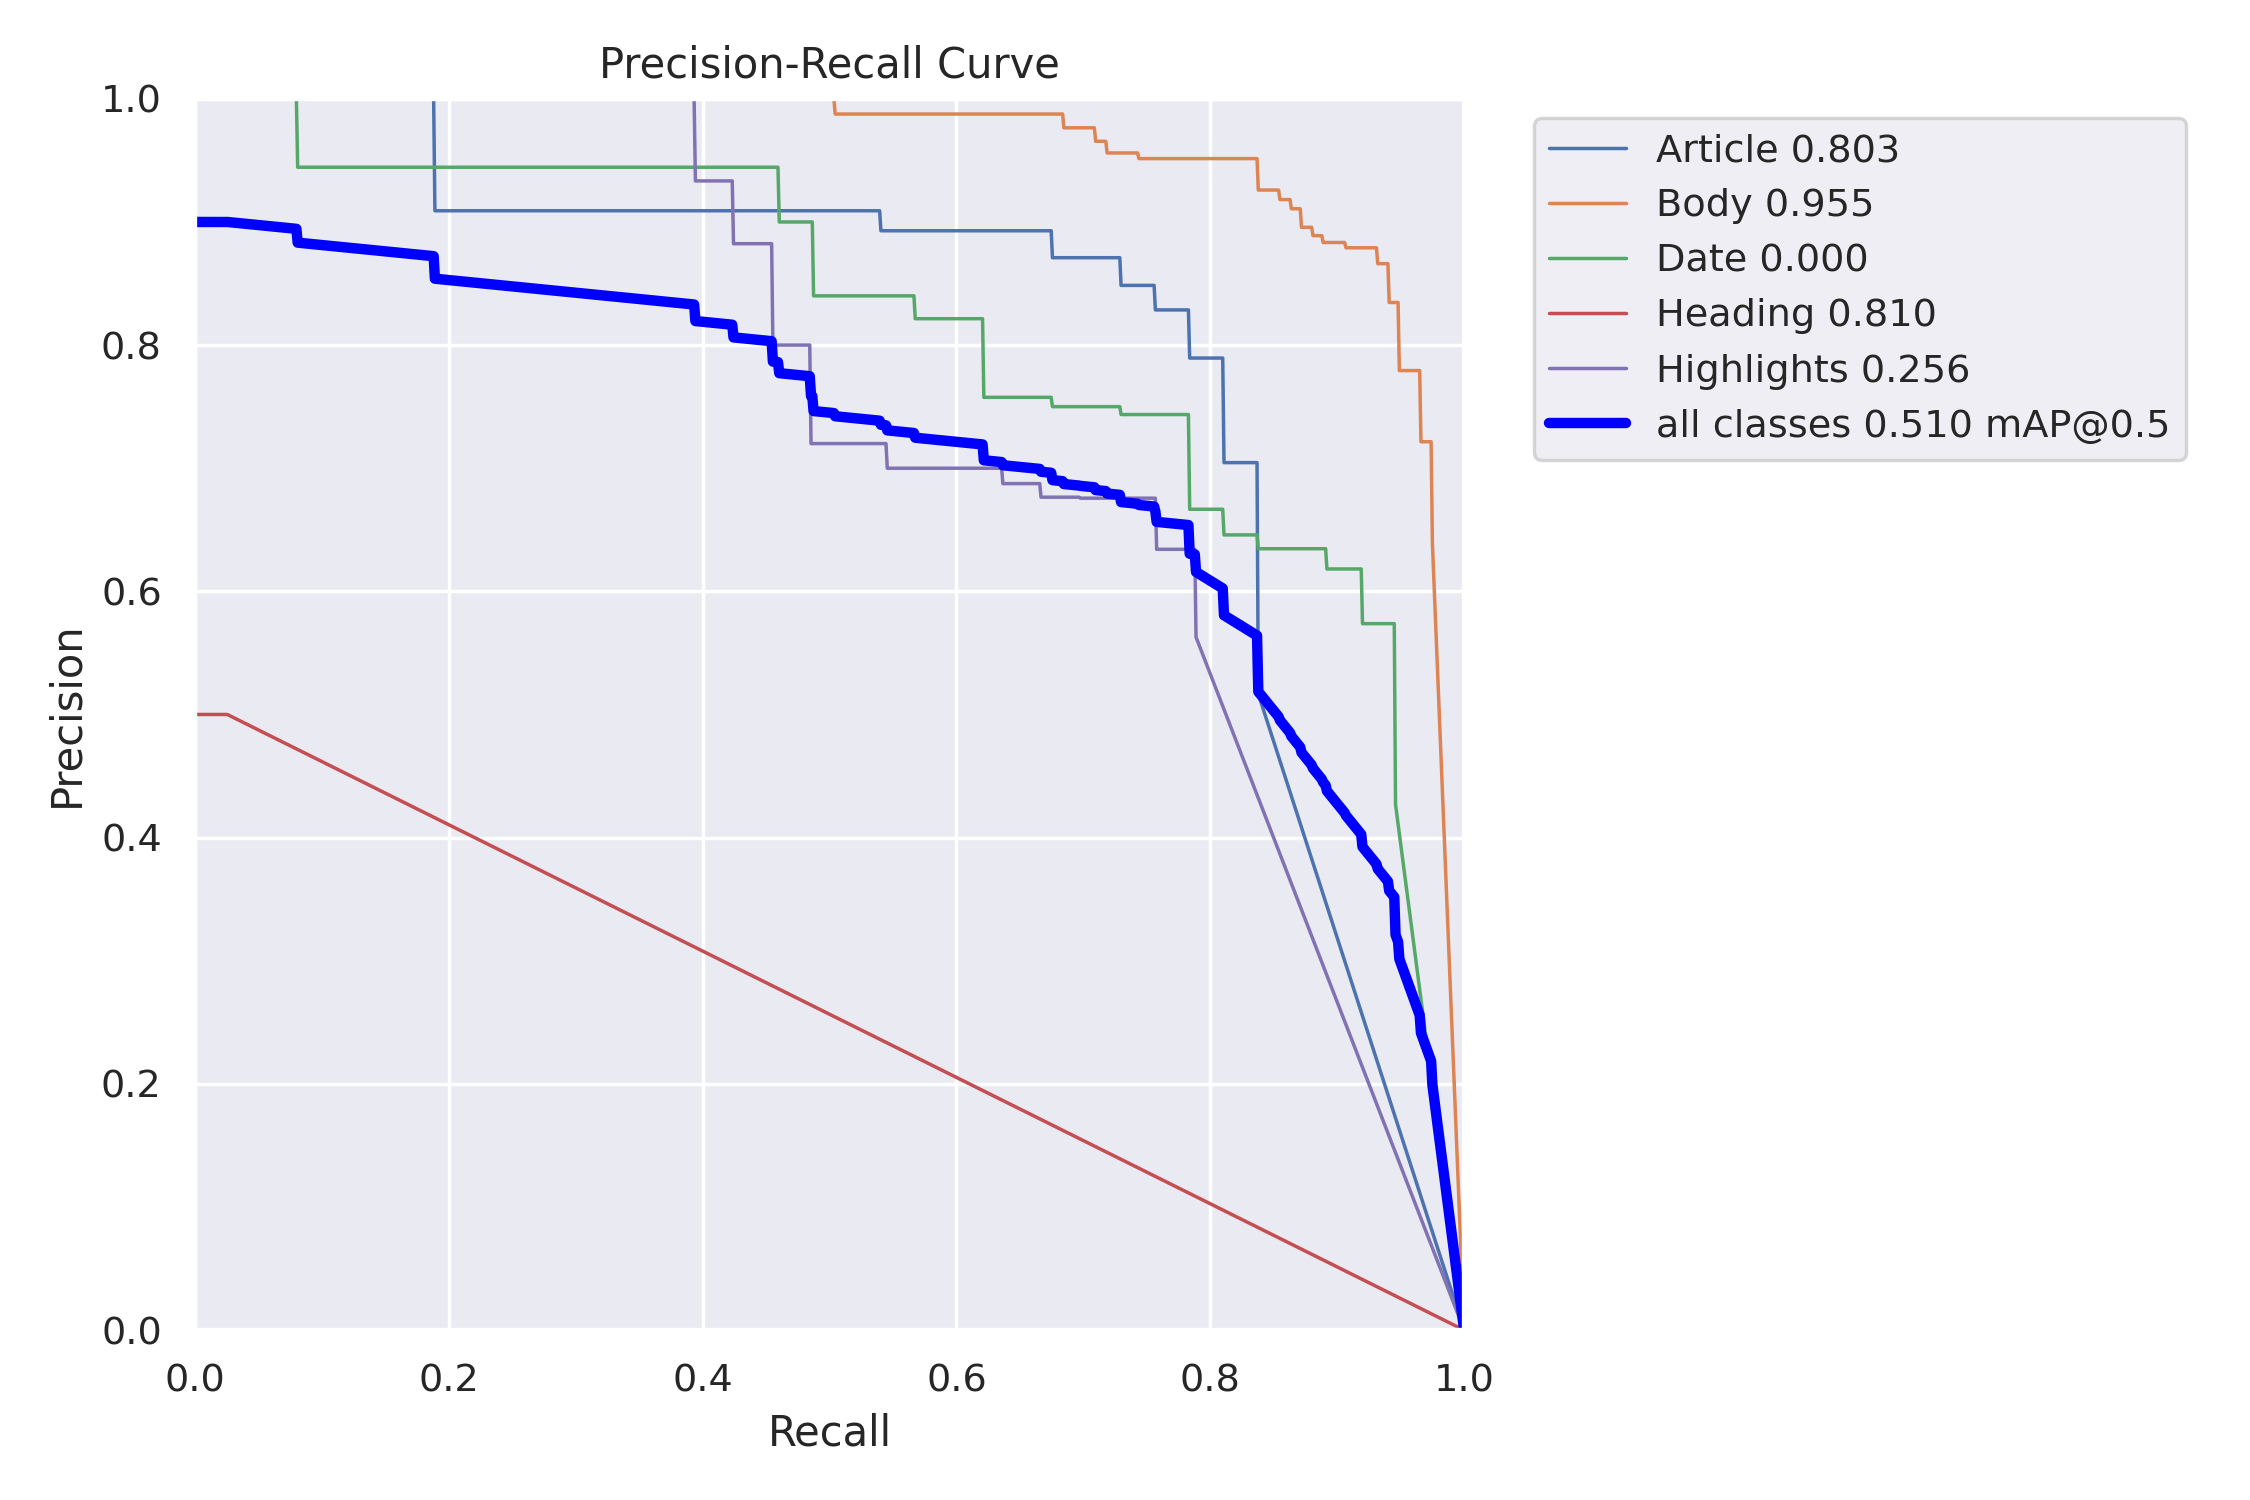 Precision-Recall Curve
1.0
0.8
0.6
0.4
0.2
0.0
Precision
0.0 0.2 0.4 0.6 0.8 1.0
Recall
Article 0.803
Body 0.955
Date 0.000
Heading 0.810
Highlights 0.256
all classes 0.510 mAP@0.5